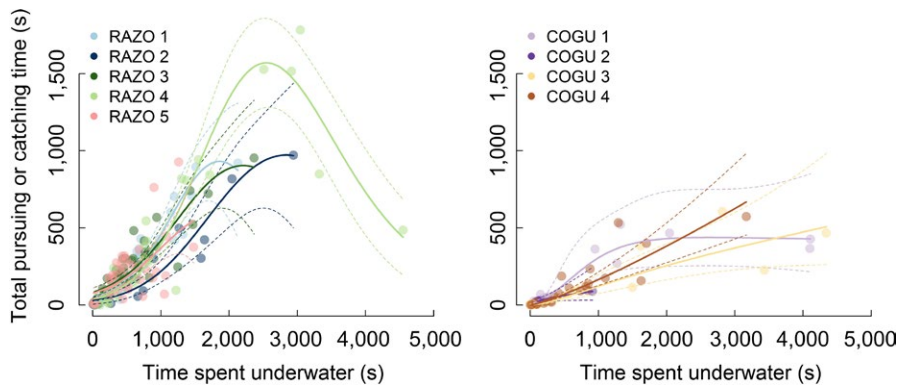 Total pursuing or catching time (s)
1,500
1,000
500
0
RAZO 1
RAZO 2
RAZO 3
RAZO 4
RAZO 5
0 1,000 2,000 3,000 4,000 5,000
Time spent underwater (s)
1,500
1,000
500
0
COGU 1
COGU 2
COGU 3
COGU 4
0 1,000 2,000 3,000 4,000 5,000
Time spent underwater (s)